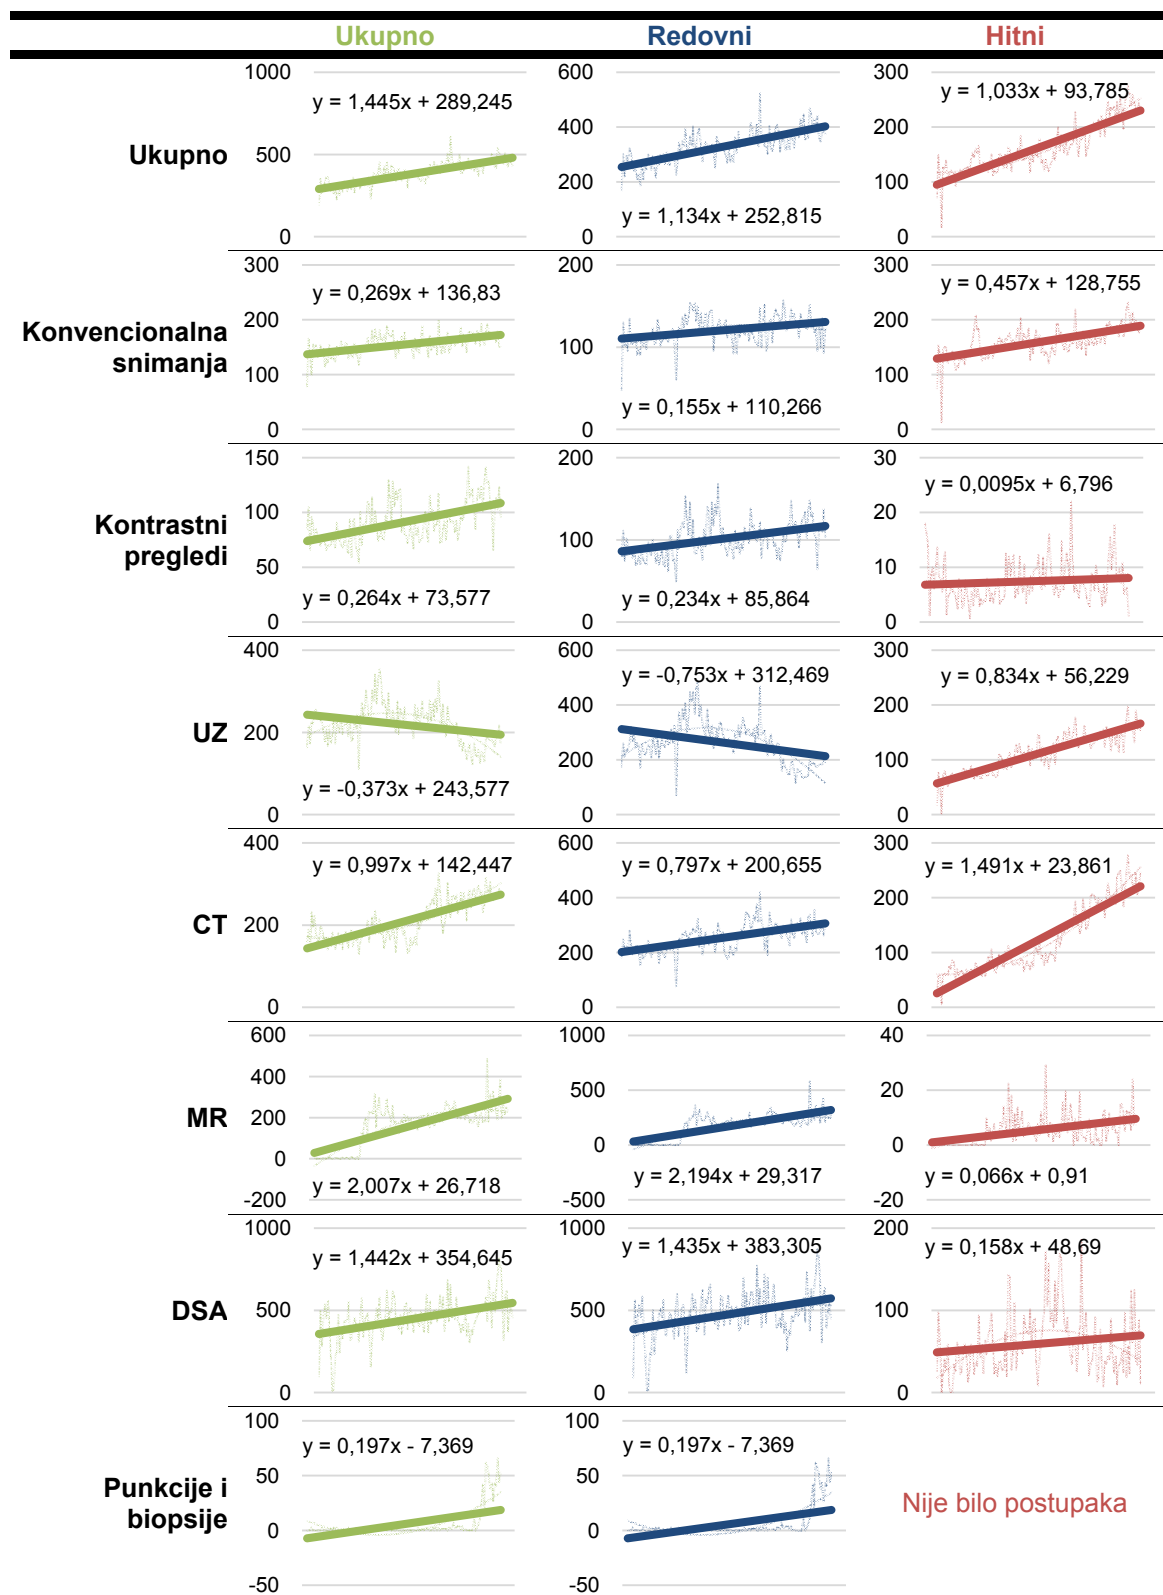 Ukupno Redovni Hitni
Ukupno
1000
500
0
y = 1,445x + 289,245
600
400
200
0
y = 1,134x + 252,815
300
200
100
0
y = 1,033x + 93,785
Konvencionalna
snimanja
300
200
100
0
y = 0,269x + 136,83
200
100
0
y = 0,155x + 110,266
300
200
100
0
y = 0,457x + 128,755
Kontrastni
pregledi
150
100
50
0
y = 0,264x + 73,577
200
100
0
y = 0,234x + 85,864
30
20
10
0
y = 0,0095x + 6,796
UZ
400
200
0
y = -0,373x + 243,577
600
400
200
0
y = -0,753x + 312,469
300
200
100
0
y = 0,834x + 56,229
CT
400
200
0
y = 0,997x + 142,447
600
400
200
0
y = 0,797x + 200,655
300
200
100
0
y = 1,491x + 23,861
MR
600
400
200
0
-200
y = 2,007x + 26,718
1000
500
0
-500
y = 2,194x + 29,317
40
20
0
-20
y = 0,066x + 0,91
DSA
1000
500
0
y = 1,442x + 354,645
1000
500
0
y = 1,435x + 383,305
200
100
0
y = 0,158x + 48,69
Punkcije i
biopsije
100
50
0
-50
y = 0,197x - 7,369
100
50
0
-50
y = 0,197x - 7,369
Nije bilo postupaka